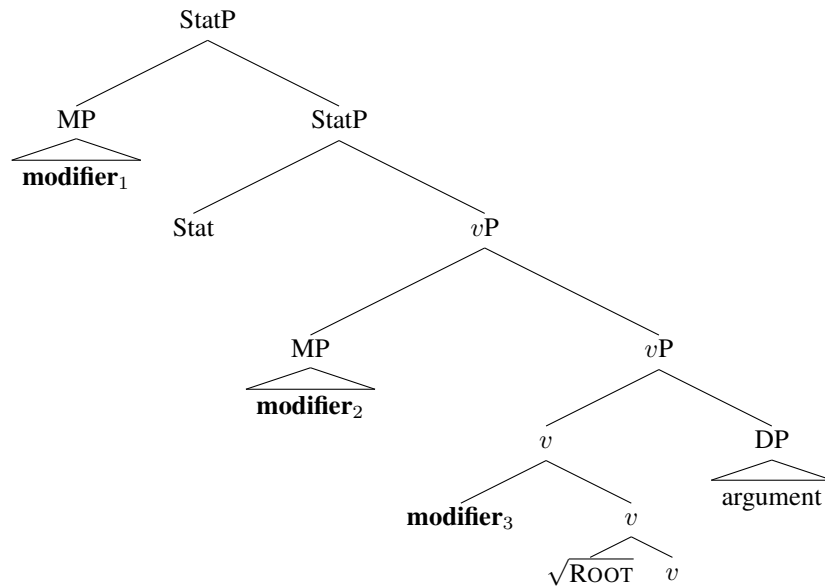 StatP
MP StatP
modifier₁
Stat vP
MP vP
modifier₂
v DP
argument
modifier₃ v
√ROOT v